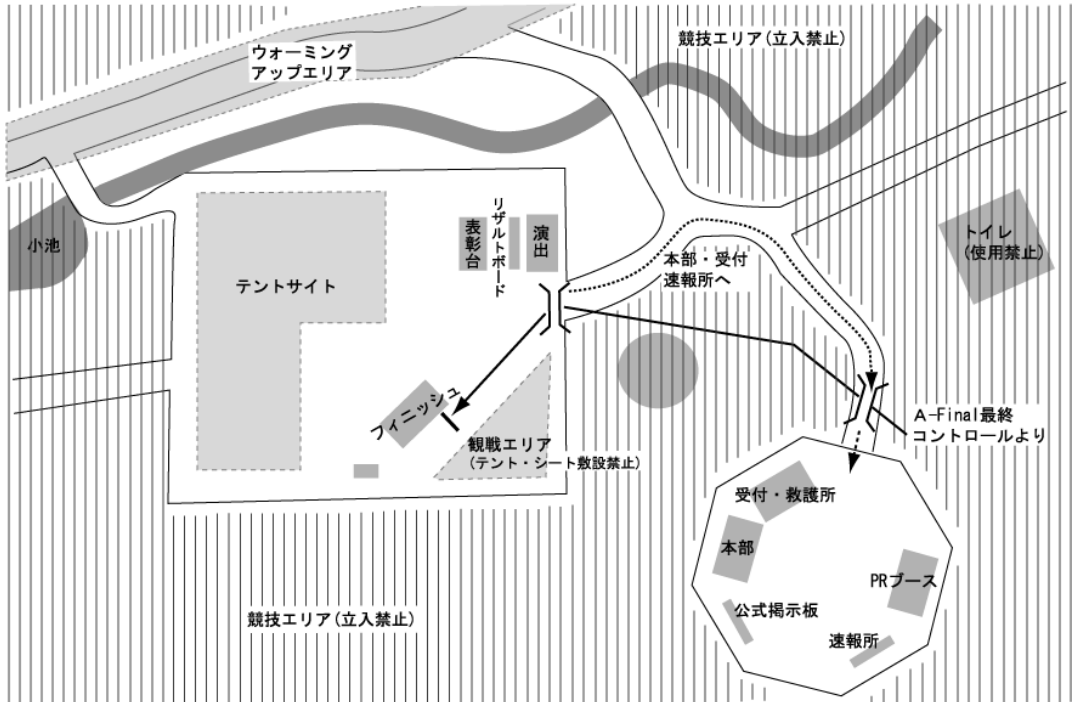 ウォーミング
アップエリア
競技エリア(立入禁止)
小池
テントサイト
表彰台
リザルトボード
演出
本部・受付
速報所へ
トイレ
(使用禁止)
フィニッシュ
観戦エリア
(テント・シート敷設禁止)
A-Final最終
コントロールより
受付・救護所
本部
PRブース
公式掲示板
速報所
競技エリア(立入禁止)